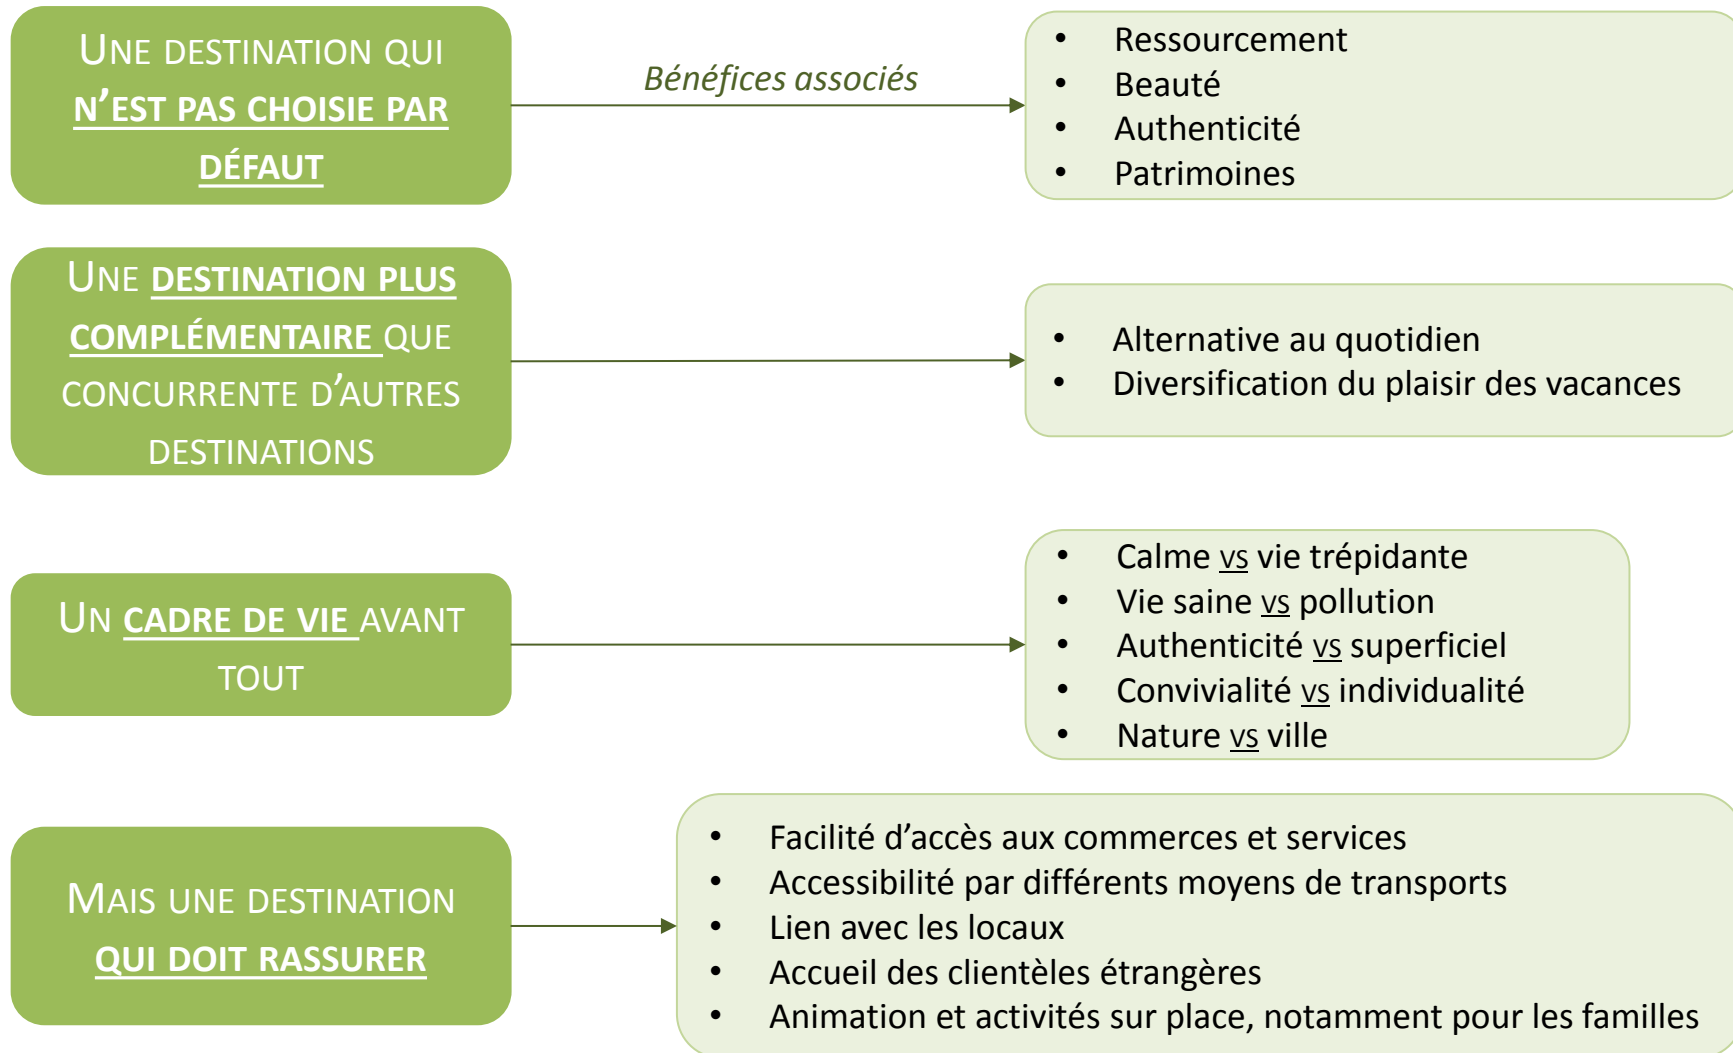 UNE DESTINATION QUI
N'EST PAS CHOISIE PAR
DÉFAUT
Bénéfices associés
• Ressourcement
• Beauté
• Authenticité
• Patrimoines
UNE DESTINATION PLUS
COMPLÉMENTAIRE QUE
CONCURRENTE D'AUTRES
DESTINATIONS
• Alternative au quotidien
• Diversification du plaisir des vacances
UN CADRE DE VIE AVANT
TOUT
• Calme vs vie trépidante
• Vie saine vs pollution
• Authenticité vs superficiel
• Convivialité vs individualité
• Nature vs ville
MAIS UNE DESTINATION
QUI DOIT RASSURER
• Facilité d'accès aux commerces et services
• Accessibilité par différents moyens de transports
• Lien avec les locaux
• Accueil des clientèles étrangères
• Animation et activités sur place, notamment pour les familles